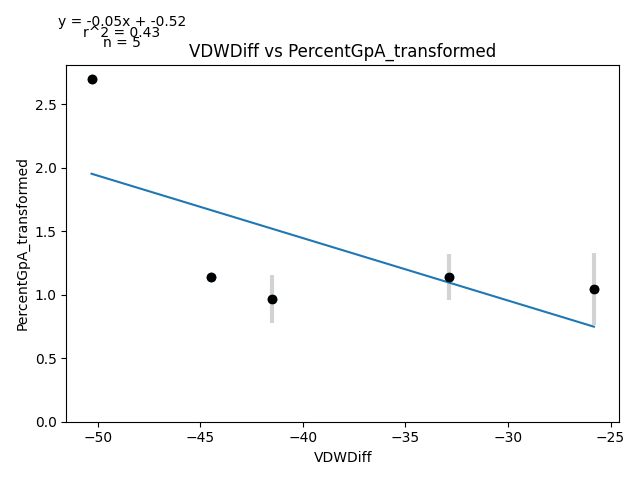 y = -0.05x + -0.52
r^2 = 0.43
n = 5
VDWDiff vs PercentGpA_transformed
PercentGpA_transformed
2.5
2.0
1.5
1.0
0.5
0.0
−50
−45
−40
−35
−30
−25
VDWDiff